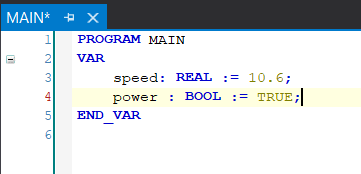 MAIN*
1 PROGRAM MAIN
2 VAR
3 speed: REAL := 10.6;
4 power : BOOL := TRUE;
5 END_VAR
6